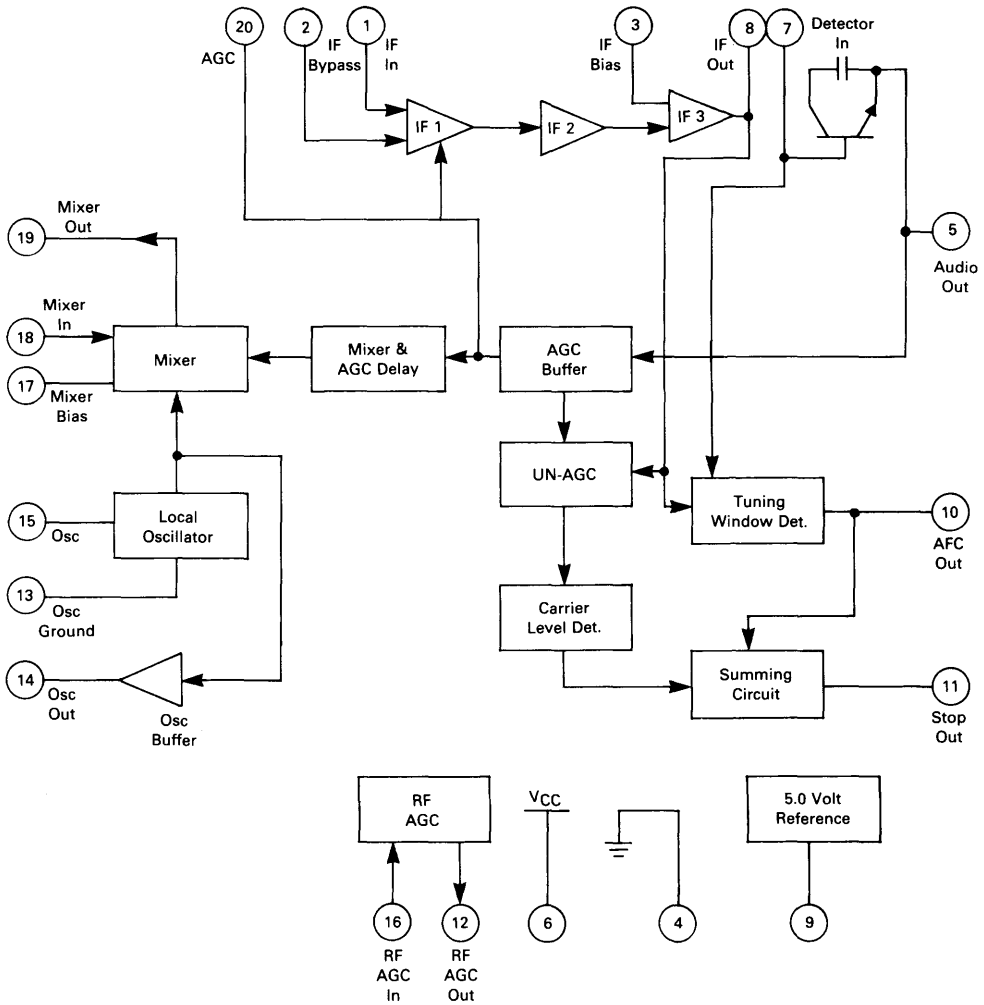 20
AGC
2
IF
Bypass
1
IF
In
3
IF
Bias
8
IF
Out
7
Detector
In
IF 1
IF 2
IF 3
5
Audio
Out
19
Mixer
Out
18
Mixer
In
17
Mixer
Bias
Mixer
Mixer &
AGC Delay
AGC
Buffer
UN-AGC
Tuning
Window Det.
10
AFC
Out
15
Osc
Local
Oscillator
13
Osc
Ground
Carrier
Level Det.
14
Osc
Out
Osc
Buffer
Summing
Circuit
11
Stop
Out
RF
AGC
VCC
5.0 Volt
Reference
16
RF
AGC
In
12
RF
AGC
Out
6
4
9